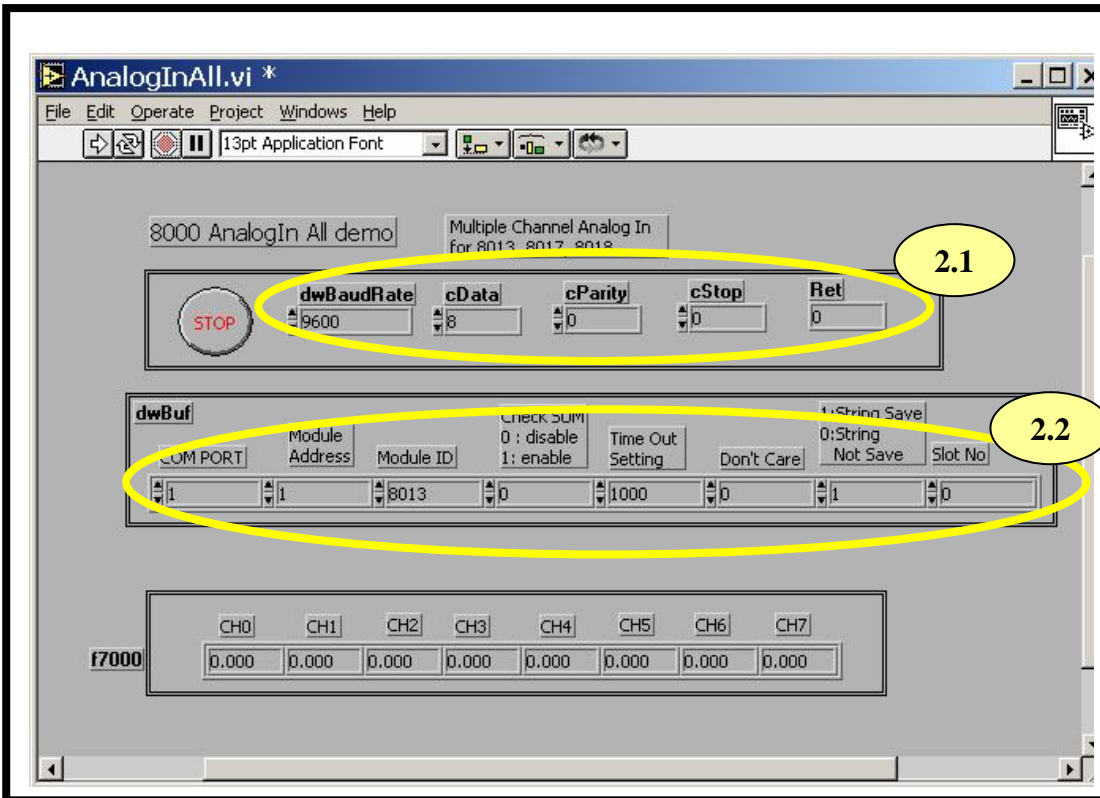 AnalogInAll.vi *
File Edit Operate Project Windows Help
13pt Application Font
8000 AnalogIn All demo
Multiple Channel Analog In
for 8013, 8017, 8018
2.1
STOP
dwBaudRate cData cParity cStop Ret
9600 8 0 0 0
dwBuf
COM PORT
Module
Address
Module ID
Check SUM
0 : disable
1: enable
Time Out
Setting
Don't Care
1:String Save
0:String
Not Save
Slot No
2.2
1 1 8013 0 1000 0 1 0
CH0 CH1 CH2 CH3 CH4 CH5 CH6 CH7
f7000
0.000 0.000 0.000 0.000 0.000 0.000 0.000 0.000